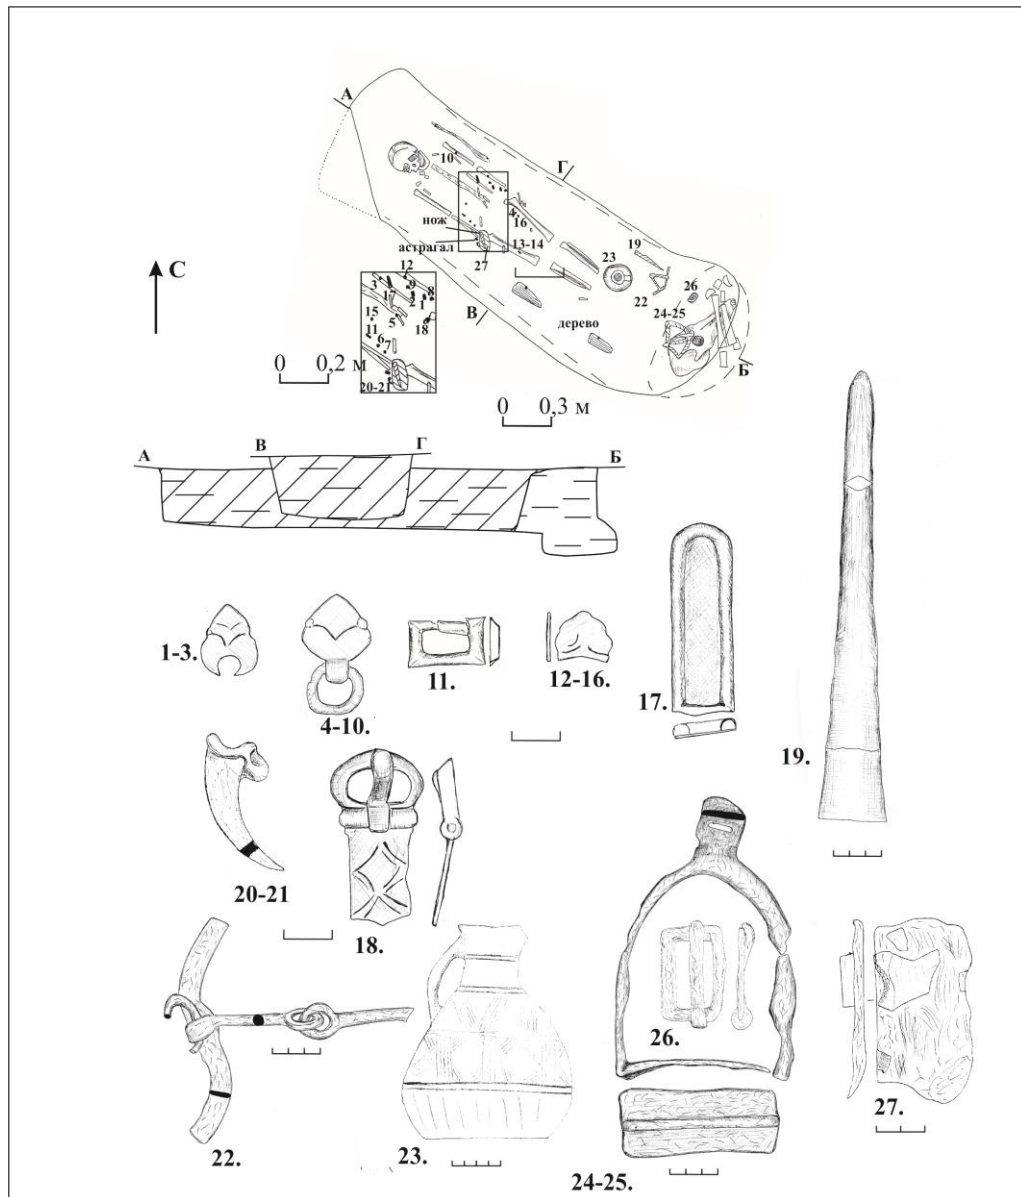 А
Г
10
нож
астрагал
4
16
13-14
27
19
23
22
26
24-25
В
дерево
Б
С
12
3
9
8
17
2
1
15
5
18
11
6
7
20-21
0 0,2 м
0 0,3 м
А
В
Г
Б
1-3.
4-10.
11.
12-16.
17.
19.
20-21
18.
22.
23.
26.
24-25.
27.